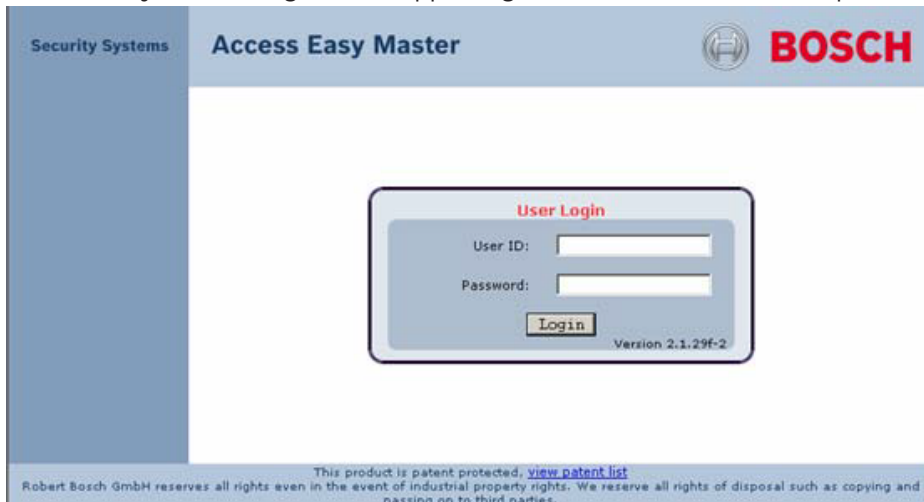 Security Systems
Access Easy Master
BOSCH
User Login
User ID:
Password:
Login
Version 2.1.29f-2
This product is patent protected, view patent list
Robert Bosch GmbH reserves all rights even in the event of industrial property rights. We reserve all rights of disposal such as copying and
passing on to third parties.